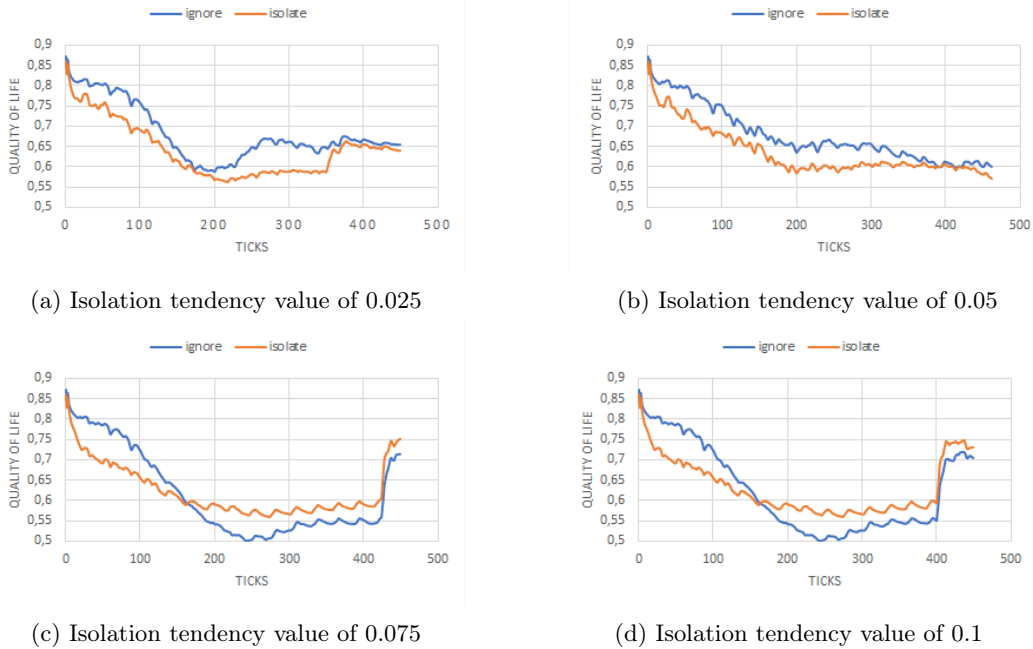 ignore isolate
QUALITY OF LIFE
0,9
0,85
0,8
0,75
0,7
0,65
0,6
0,55
0,5
0 100 200 300 400 500
TICKS
(a) Isolation tendency value of 0.025
ignore isolate
QUALITY OF LIFE
0,9
0,85
0,8
0,75
0,7
0,65
0,6
0,55
0,5
0 100 200 300 400 500
TICKS
(b) Isolation tendency value of 0.05
ignore isolate
QUALITY OF LIFE
0,9
0,85
0,8
0,75
0,7
0,65
0,6
0,55
0,5
0 100 200 300 400 500
TICKS
(c) Isolation tendency value of 0.075
ignore isolate
QUALITY OF LIFE
0,9
0,85
0,8
0,75
0,7
0,65
0,6
0,55
0,5
0 100 200 300 400 500
TICKS
(d) Isolation tendency value of 0.1